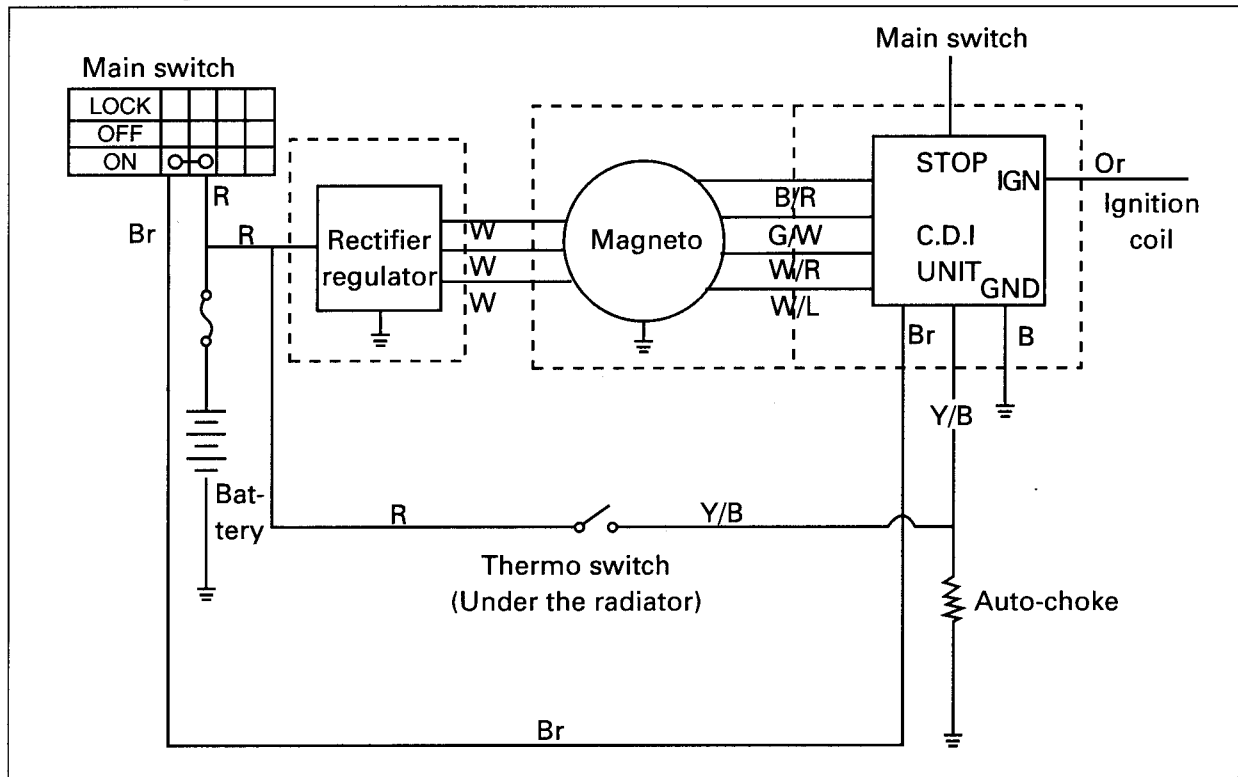 Main switch
Main switch
LOCK
OFF
ON
STOP
IGN
Or
Ignition
coil
R
B/R
Br
R
Rectifier
regulator
W
W
W
Magneto
G/W
W/R
W/L
C.D.I
UNIT
GND
Br
B
Y/B
Bat-
tery
R
Y/B
Thermo switch
(Under the radiator)
Auto-choke
Br